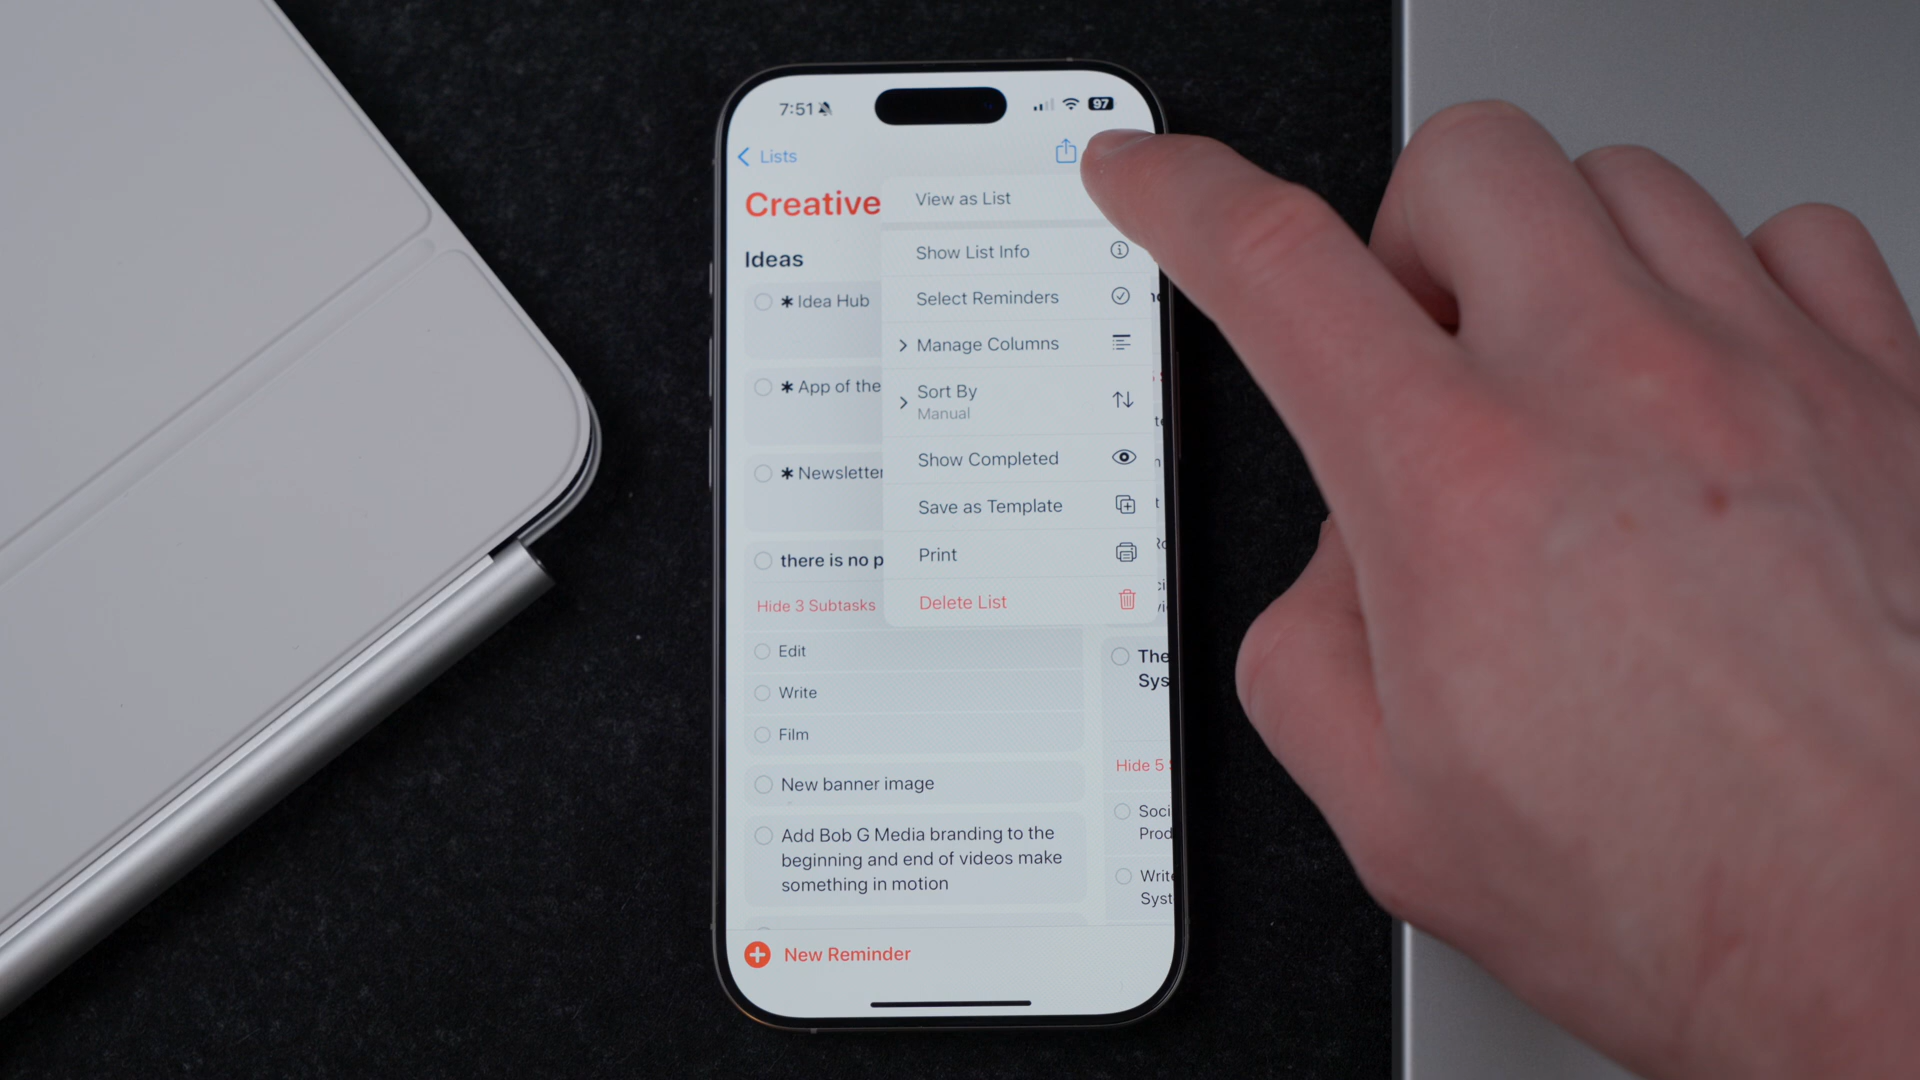 7:51
97
Lists
Creative
View as List
Ideas
Show List Info
* Idea Hub
Select Reminders
Manage Columns
* App of the
Sort By
Manual
Show Completed
* Newsletter
Save as Template
Print
there is no p
Delete List
Hide 3 Subtasks
Edit
Write
Film
New banner image
Add Bob G Media branding to the
beginning and end of videos make
something in motion
The
Sys
Hide 5
Soci
Prod
Write
Syst
New Reminder